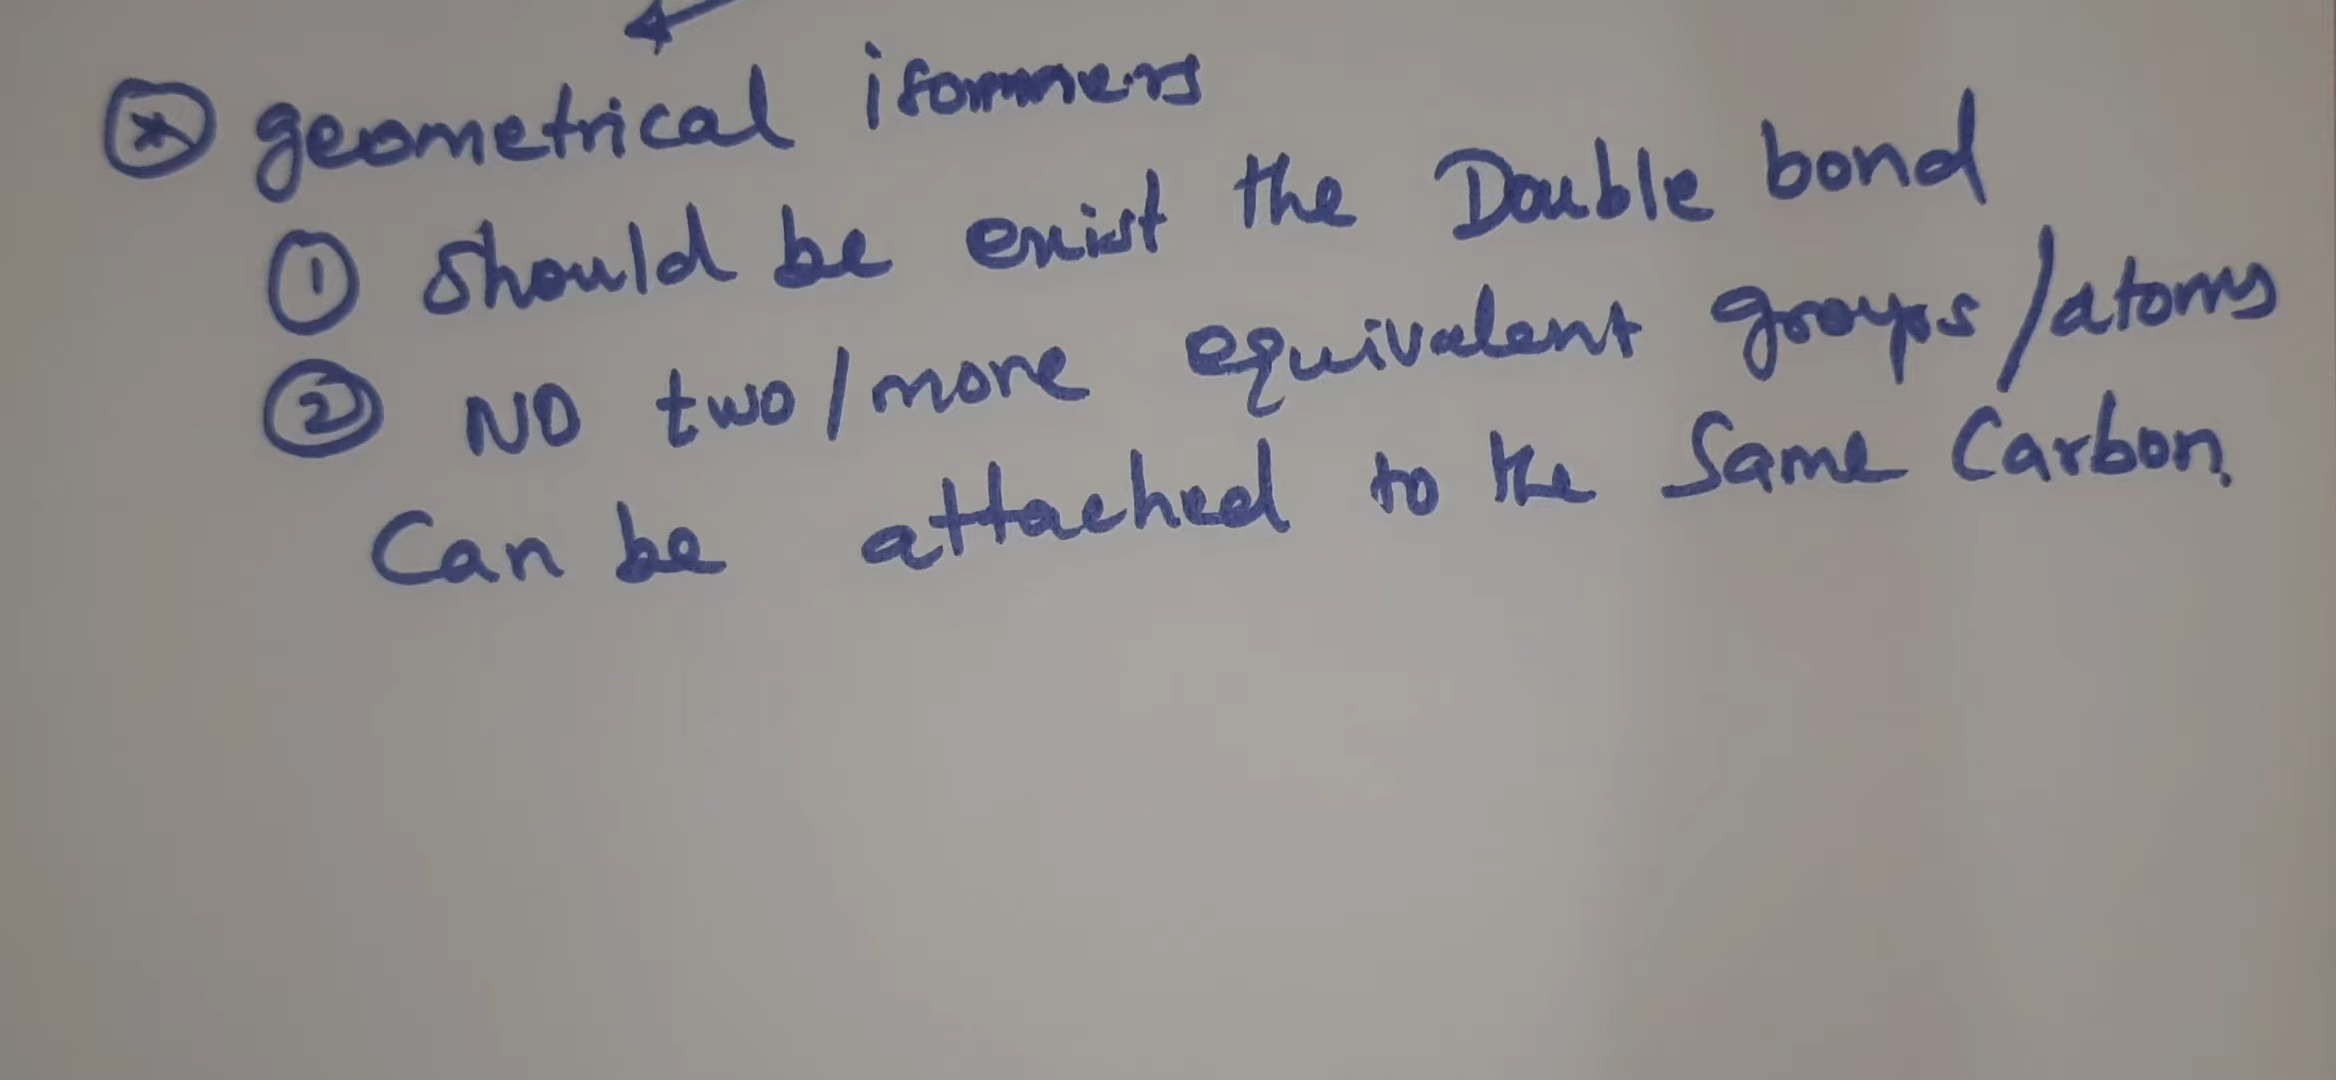 geometrical isommers
① should be exist the Double bond
② NO two/more equivalent groups/atoms
Can be attached to the Same Carbon.